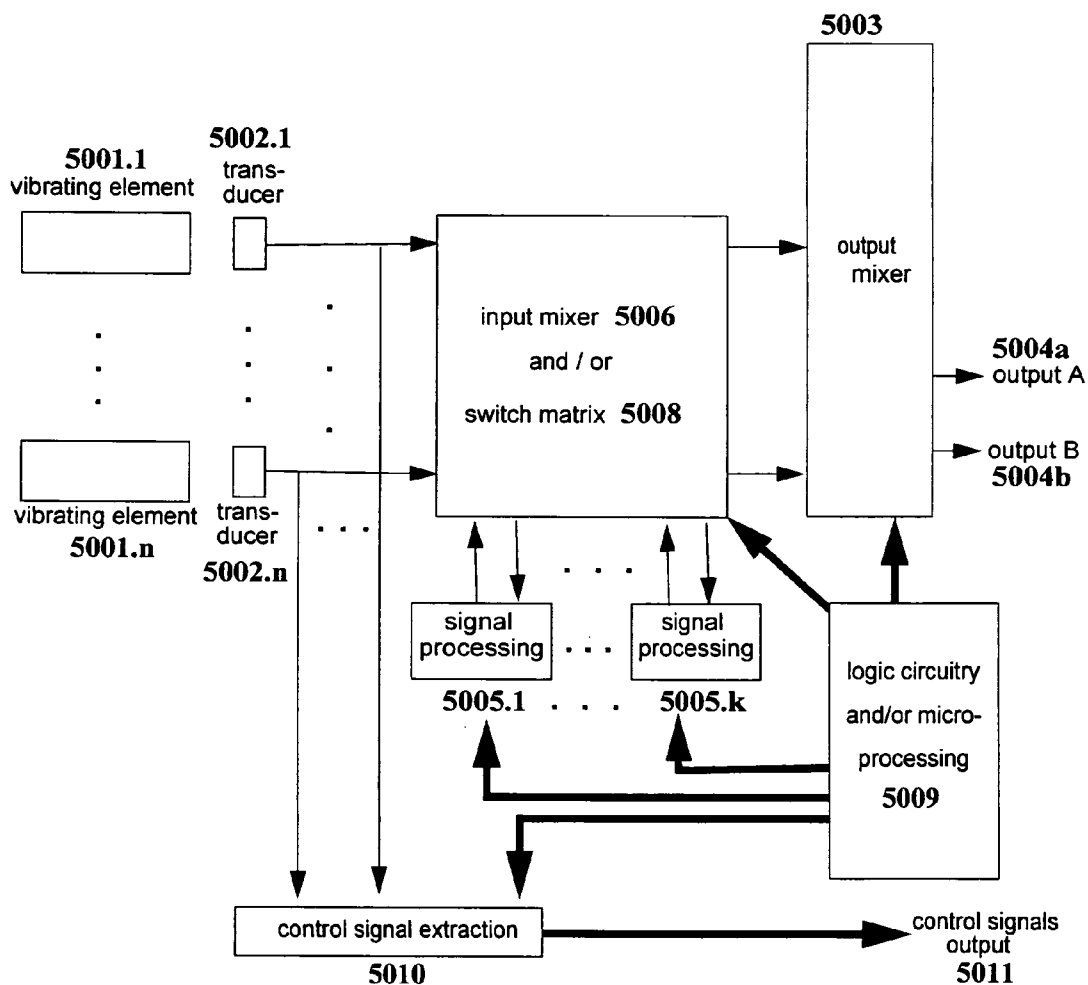 5003
5002.1
5001.1
trans-
ducer
vibrating element
output
mixer
input mixer 5006
and / or
switch matrix 5008
5004a
output A
output B
5004b
vibrating element
5001.n
trans-
ducer
5002.n
signal
processing
signal
processing
5005.1
5005.k
logic circuitry
and/or micro-
processing
5009
control signal extraction
5010
control signals
output
5011